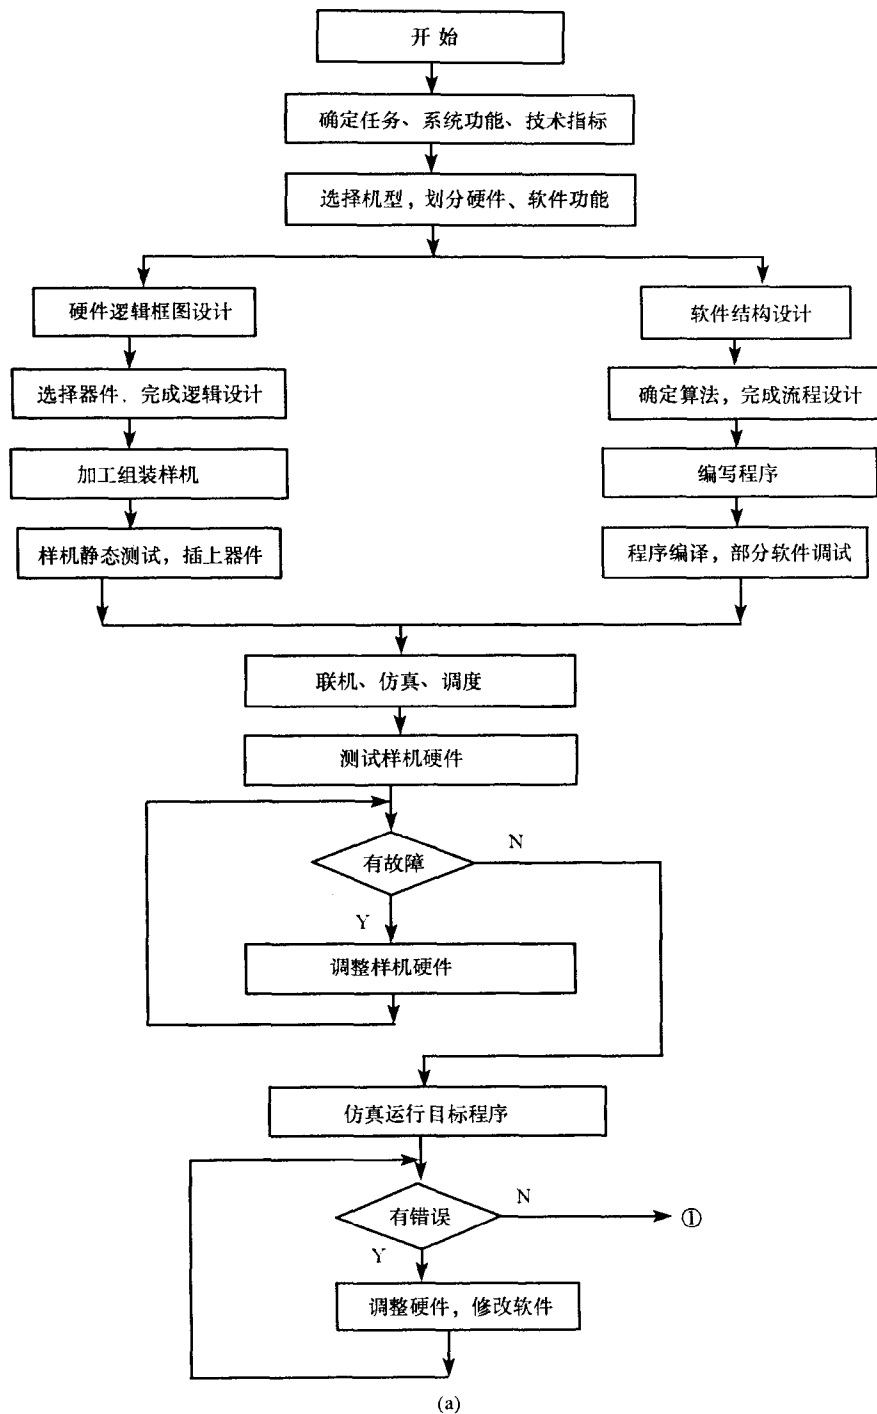 开 始
确定任务、系统功能、技术指标
选择机型，划分硬件、软件功能
硬件逻辑框图设计
软件结构设计
选择器件．完成逻辑设计
确定算法，完成流程设计
加工组装样机
编写程序
样机静态测试，插上器件
程序编译，部分软件调试
联机、仿真、调度
测试样机硬件
有故障
N
Y
调整样机硬件
仿真运行目标程序
有错误
N
①
Y
调整硬件，修改软件
(a)